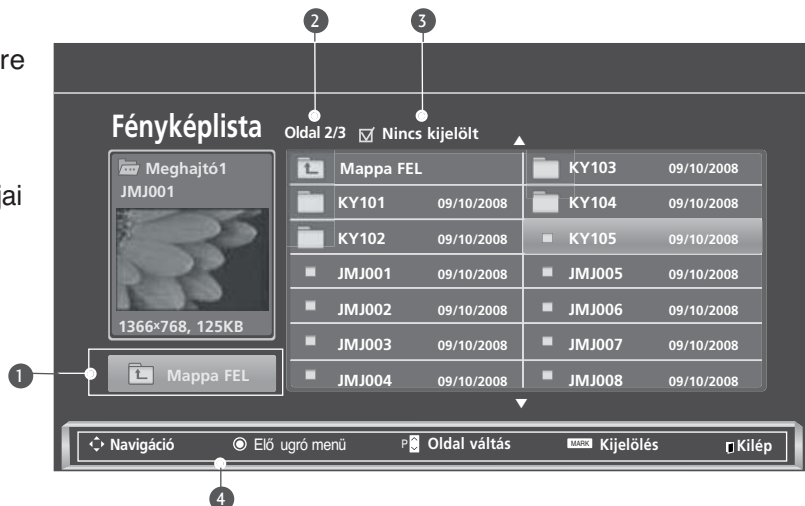 2 3
re
Fényképlista Oldal 2/3 Nincs kijelölt
Meghajtó1
JMJ001
jai
1366×768, 125KB
Mappa FEL
KY101 09/10/2008
KY102 09/10/2008
JMJ001 09/10/2008
JMJ002 09/10/2008
JMJ003 09/10/2008
JMJ004 09/10/2008
KY103 09/10/2008
KY104 09/10/2008
KY105 09/10/2008
JMJ005 09/10/2008
JMJ006 09/10/2008
JMJ007 09/10/2008
JMJ008 09/10/2008
1 Mappa FEL
Navigáció Elő ugró menü P Oldal váltás MARK Kijelölés Kilép
4